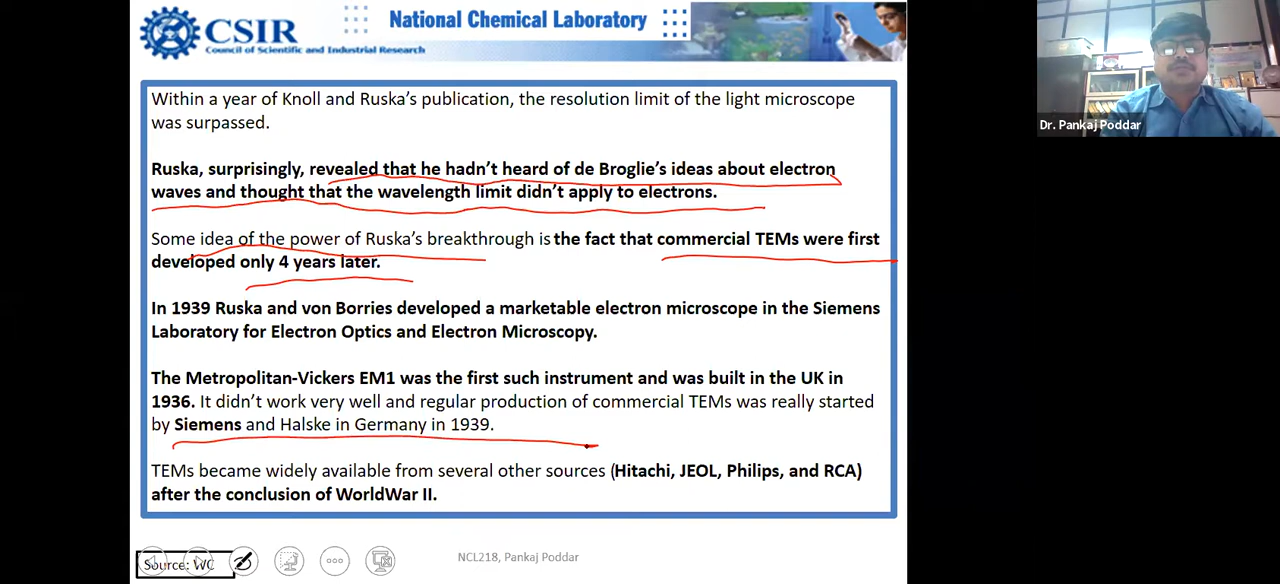 CSIR
National Chemical Laboratory
Council of Scientific and Industrial Research
Within a year of Knoll and Ruska's publication, the resolution limit of the light microscope
was surpassed.
Ruska, surprisingly, revealed that he hadn't heard of de Broglie's ideas about electron
waves and thought that the wavelength limit didn't apply to electrons.
Some idea of the power of Ruska's breakthrough is the fact that commercial TEMs were first
developed only 4 years later.
In 1939 Ruska and von Borries developed a marketable electron microscope in the Siemens
Laboratory for Electron Optics and Electron Microscopy.
The Metropolitan-Vickers EM1 was the first such instrument and was built in the UK in
1936. It didn't work very well and regular production of commercial TEMs was really started
by Siemens and Halske in Germany in 1939.
TEMs became widely available from several other sources (Hitachi, JEOL, Philips, and RCA)
after the conclusion of WorldWar II.
Source: WC
NCL218, Pankaj Poddar
Dr. Pankaj Poddar